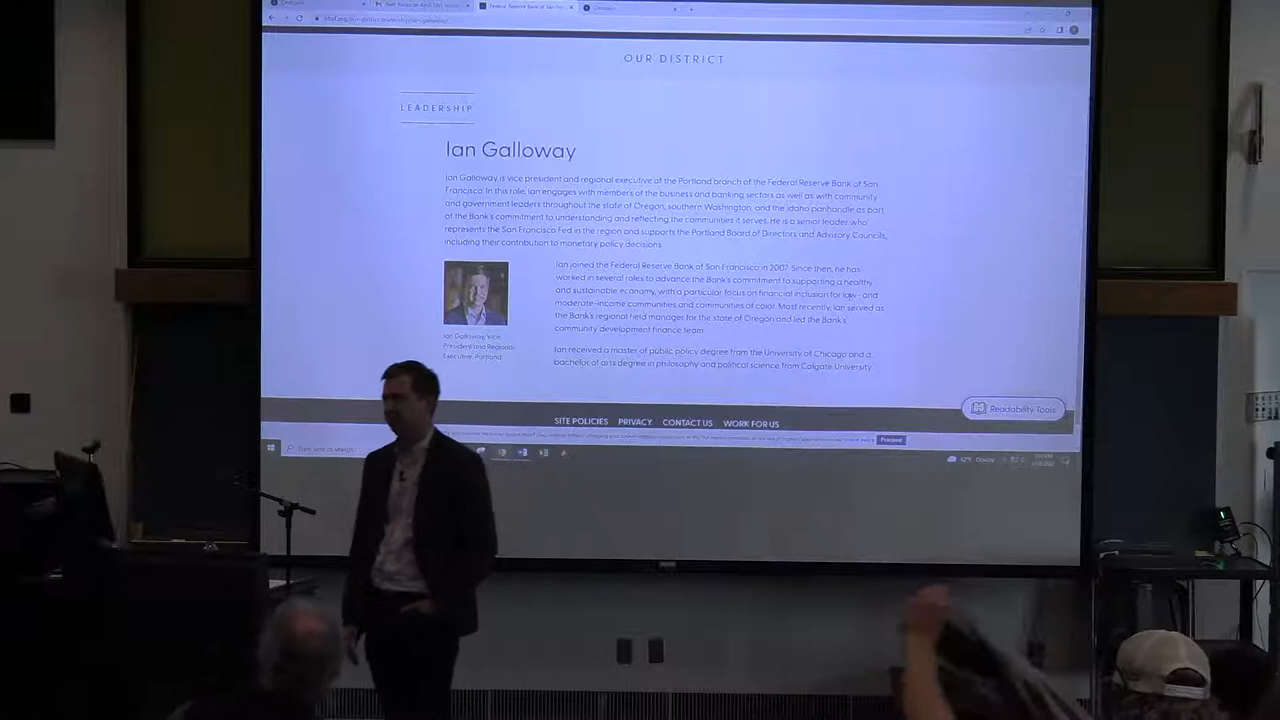 OUR DISTRICT
LEADERSHIP
Ian Galloway
Ian Galloway is vice president and regional executive of the Portland branch of the Federal Reserve Bank of San
Francisco. In this role, Ian engages with members of the business and banking sectors as well as with community
and government leaders throughout the state of Oregon, southern Washington, and the Idaho panhandle as part
of the Bank's commitment to understanding and reflecting the communities it serves. He is a senior leader who
represents the San Francisco Fed in the region and supports the Portland Board of Directors and Advisory Councils,
including their contribution to monetary policy decisions.
Ian joined the Federal Reserve Bank of San Francisco in 2007. Since then, he has
worked in several roles to advance the Bank's commitment to supporting a healthy
and sustainable economy, with a particular focus on financial inclusion for low- and
moderate-income communities and communities of color. Most recently, Ian served as
the Bank's regional field manager for the state of Oregon and led the Bank's
community development finance team.
Ian Galloway, Vice
President and Regional
Executive, Portland
Ian received a master of public policy degree from the University of Chicago and a
bachelor of arts degree in philosophy and political science from Colgate University.
Readability Tools
SITE POLICIES PRIVACY CONTACT US WORK FOR US
Proceed